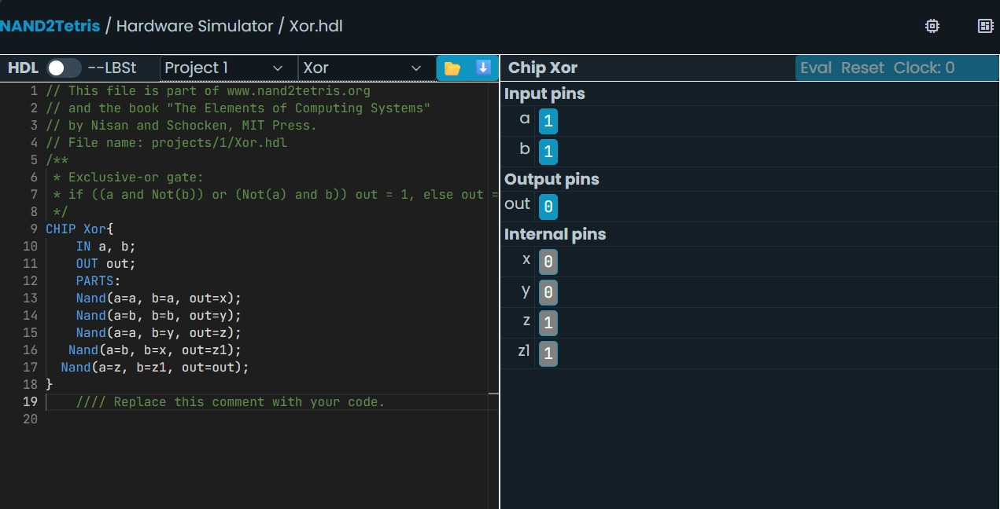 NAND2Tetris / Hardware Simulator / Xor.hdl
HDL --LBSt Project 1 Xor
1 // This file is part of www.nand2tetris.org
2 // and the book "The Elements of Computing Systems"
3 // by Nisan and Schocken, MIT Press.
4 // File name: projects/1/Xor.hdl
5 /**
6 * Exclusive-or gate:
7 * if ((a and Not(b)) or (Not(a) and b)) out = 1, else out =
8 */
9 CHIP Xor{
10 IN a, b;
11 OUT out;
12 PARTS:
13 Nand(a=a, b=a, out=x);
14 Nand(a=b, b=b, out=y);
15 Nand(a=a, b=y, out=z);
16 Nand(a=b, b=x, out=z1);
17 Nand(a=z, b=z1, out=out);
18 }
19 //// Replace this comment with your code.
20
Chip Xor Eval Reset Clock: 0
Input pins
a 1
b 1
Output pins
out 0
Internal pins
x 0
y 0
z 1
z1 1